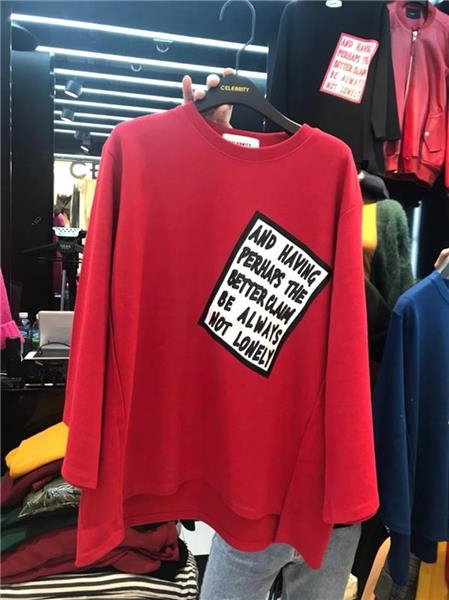 CELEBRITY
CELEBRITY
AND HAVING
PERHAPS THE
BETTER CLAIM
BE ALWAYS
NOT LONELY
AND HAVING
PERHAPS THE
BETTER CLAIM
BE ALWAYS
NOT LONELY